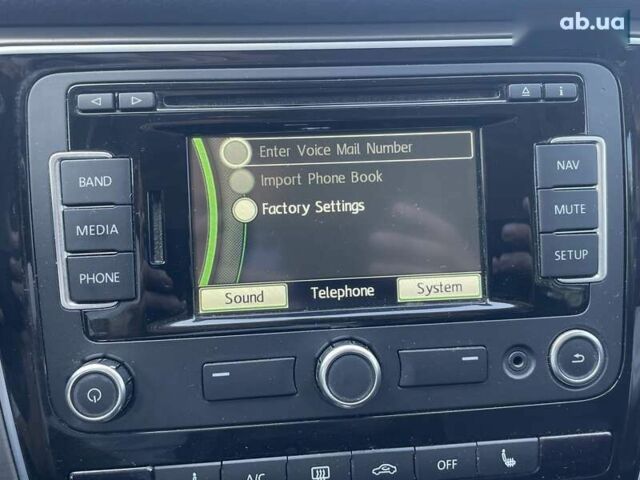 ab.ua
i
BAND
MEDIA
PHONE
Enter Voice Mail Number
Import Phone Book
Factory Settings
Sound
Telephone
System
NAV
MUTE
SETUP
A/C
OFF